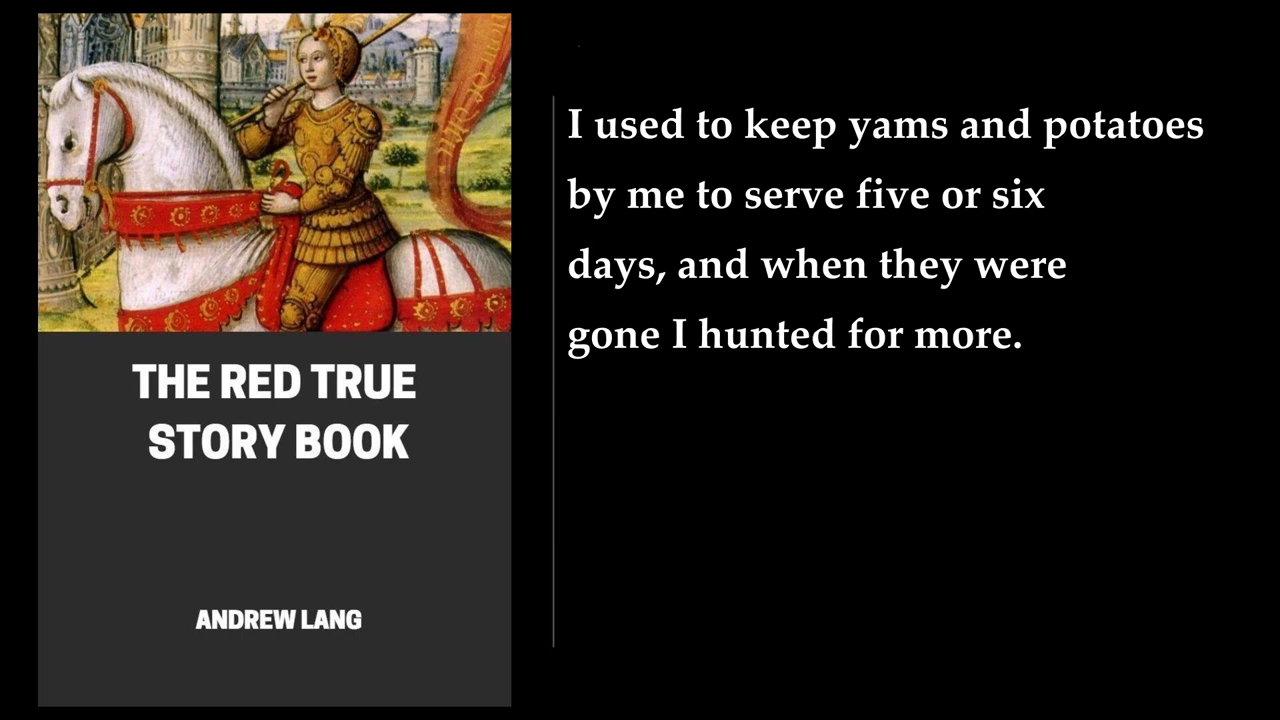 THE RED TRUE
STORY BOOK
ANDREW LANG
I used to keep yams and potatoes
by me to serve five or six
days, and when they were
gone I hunted for more.